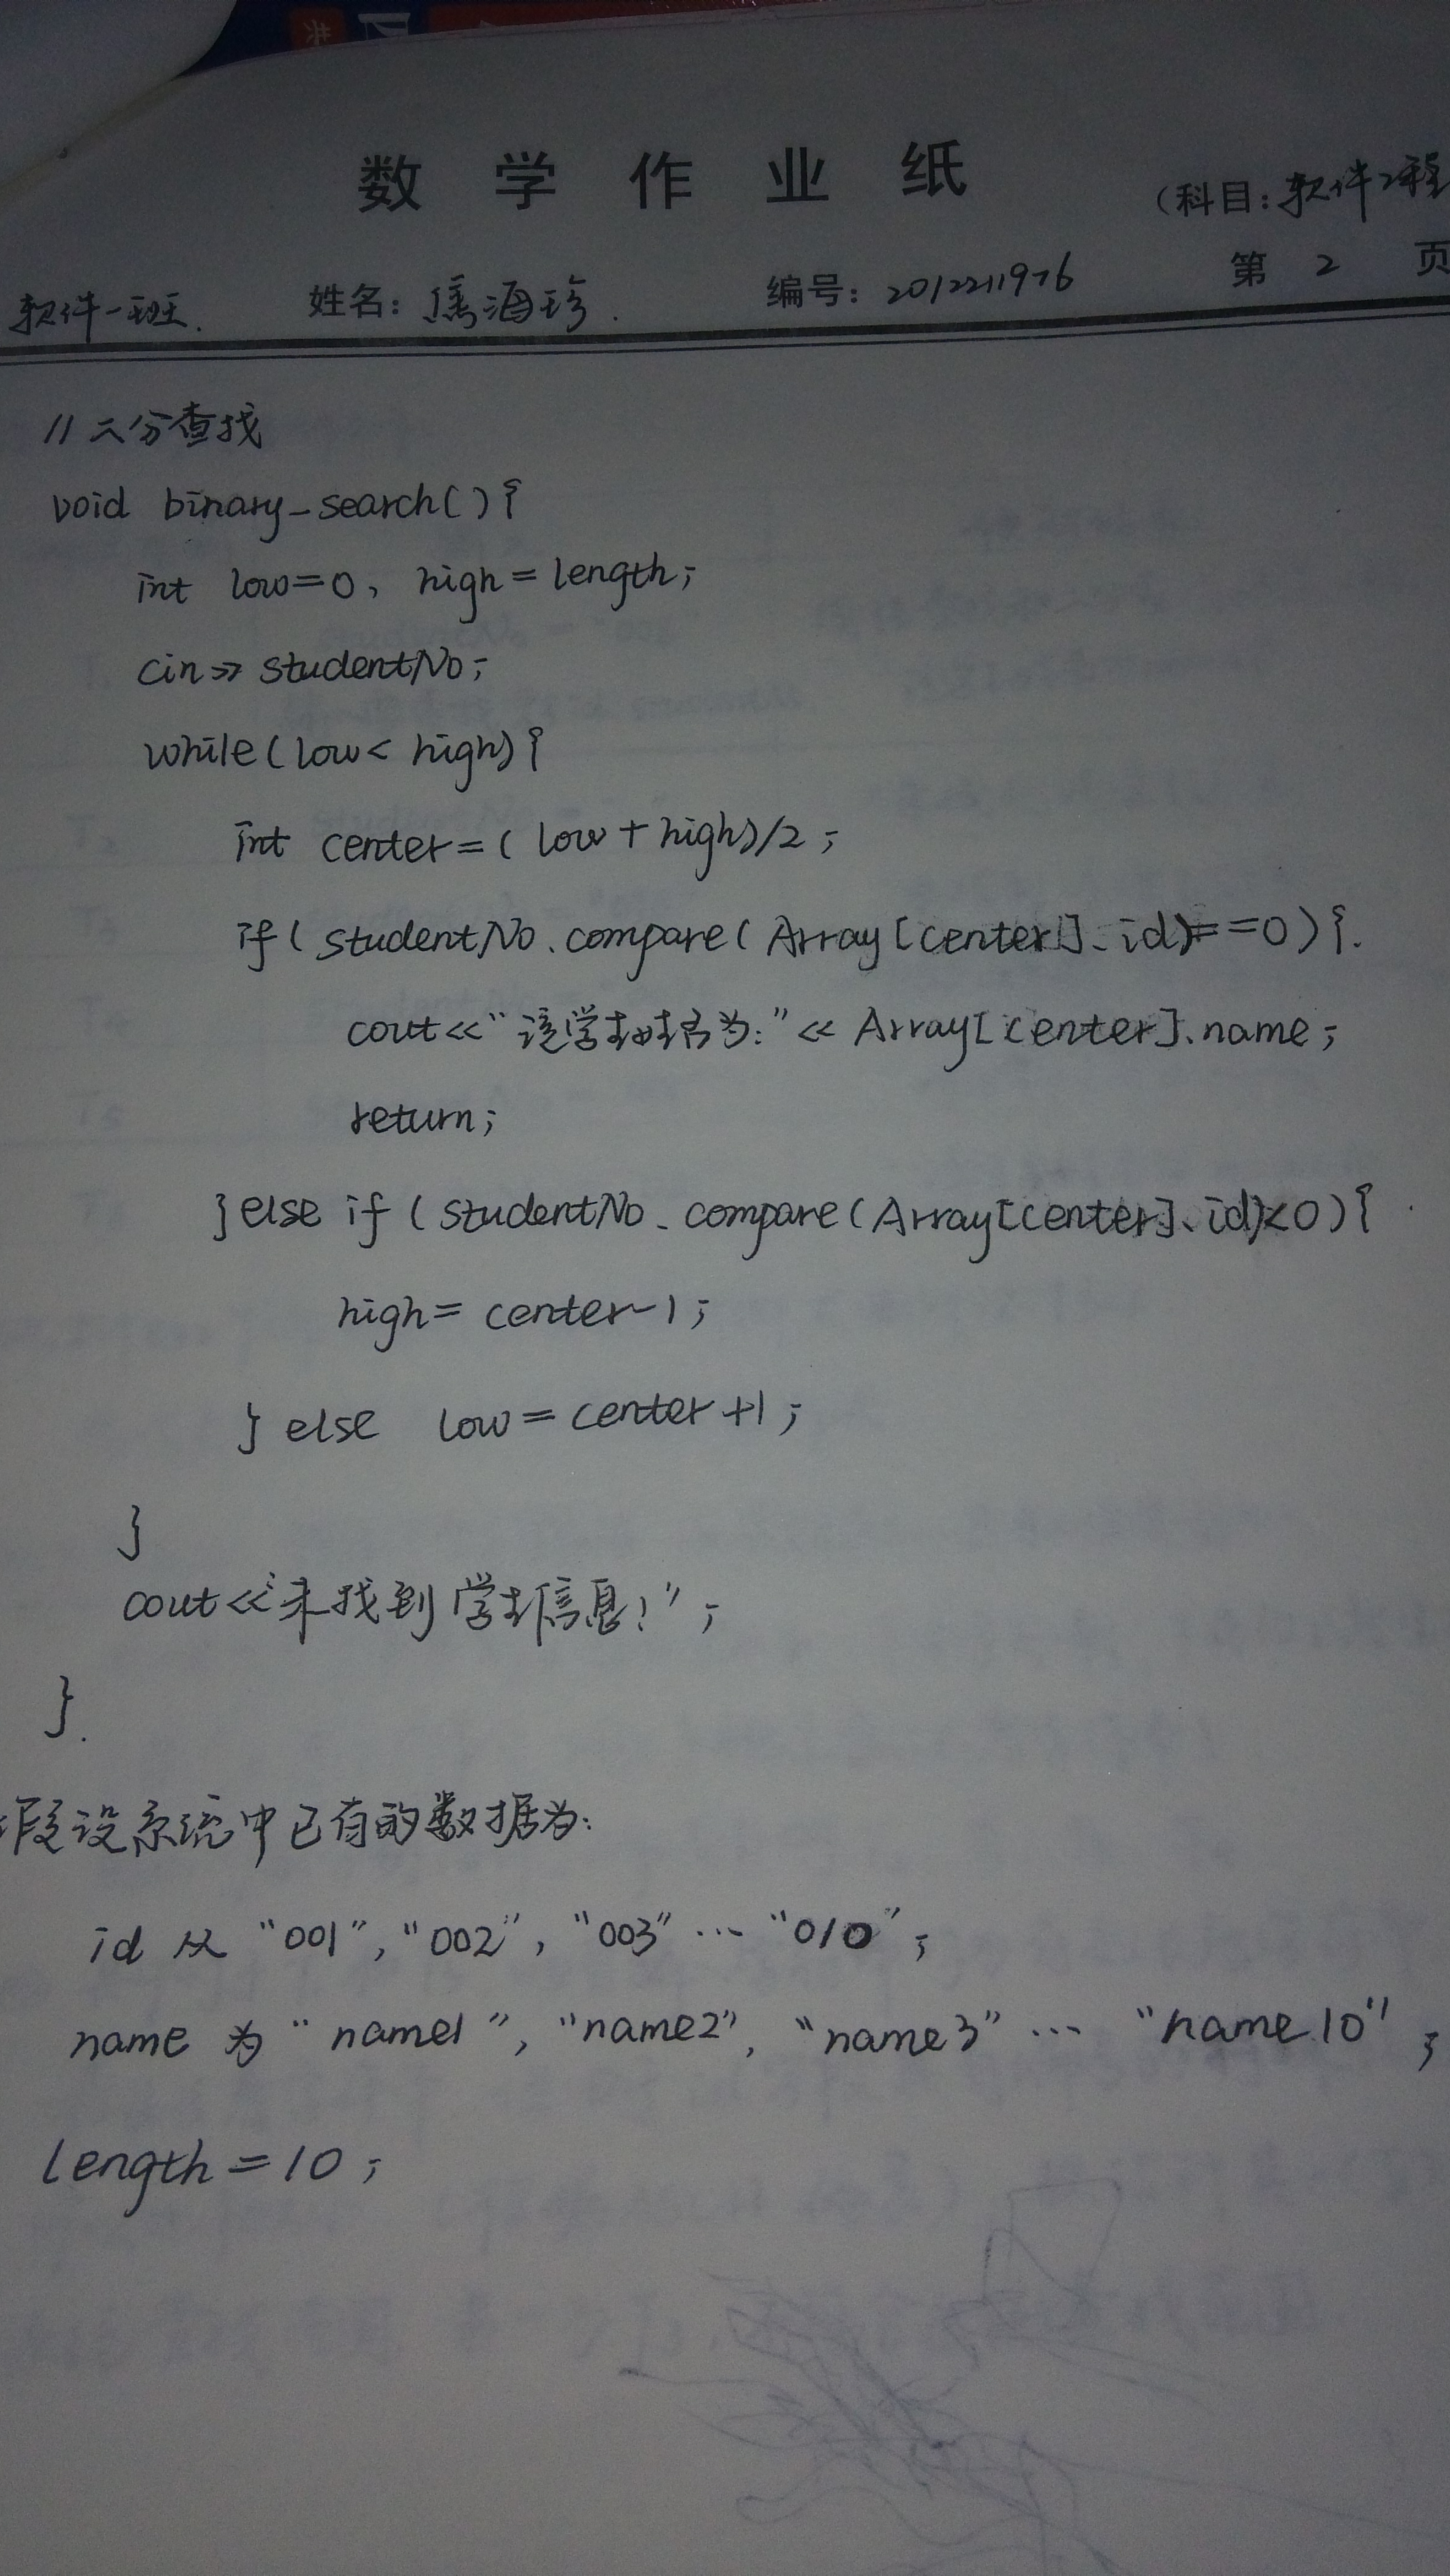 共
数 学 作 业 纸
(科目:软件工程
软件一班. 姓名: 海珍. 编号: 2012211976 第 2 页
//二分查找
void binary_search(){
int low=0, high=length;
cin>>studentNo;
while(low< high){
int center=( low+high)/2;
if( studentNo.compare( Array[center].id)==0){.
cout<<"该学生姓名为:"<< Array[center].name;
return;
}else if( studentNo.compare(Array[center].id)<0){
high= center-1;
} else low=center+1;
}
cout<<"未找到学生信息!";
}.
假设系统中已有的数据为:
id 从 "001","002","003"… "010";
name 为 "name1","name2","name3"… "name10";
length=10;